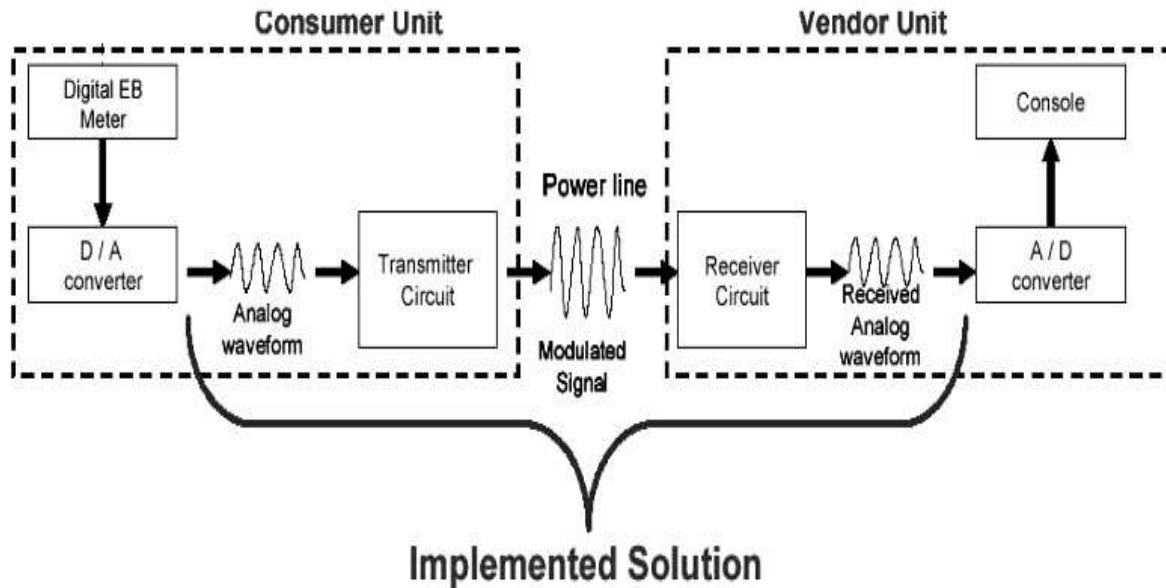 Consumer Unit
Vendor Unit
Digital EB
Meter
Console
Power line
D / A
converter
Transmitter
Circuit
Receiver
Circuit
A / D
converter
Analog
waveform
Modulated
Signal
Received
Analog
waveform
Implemented Solution